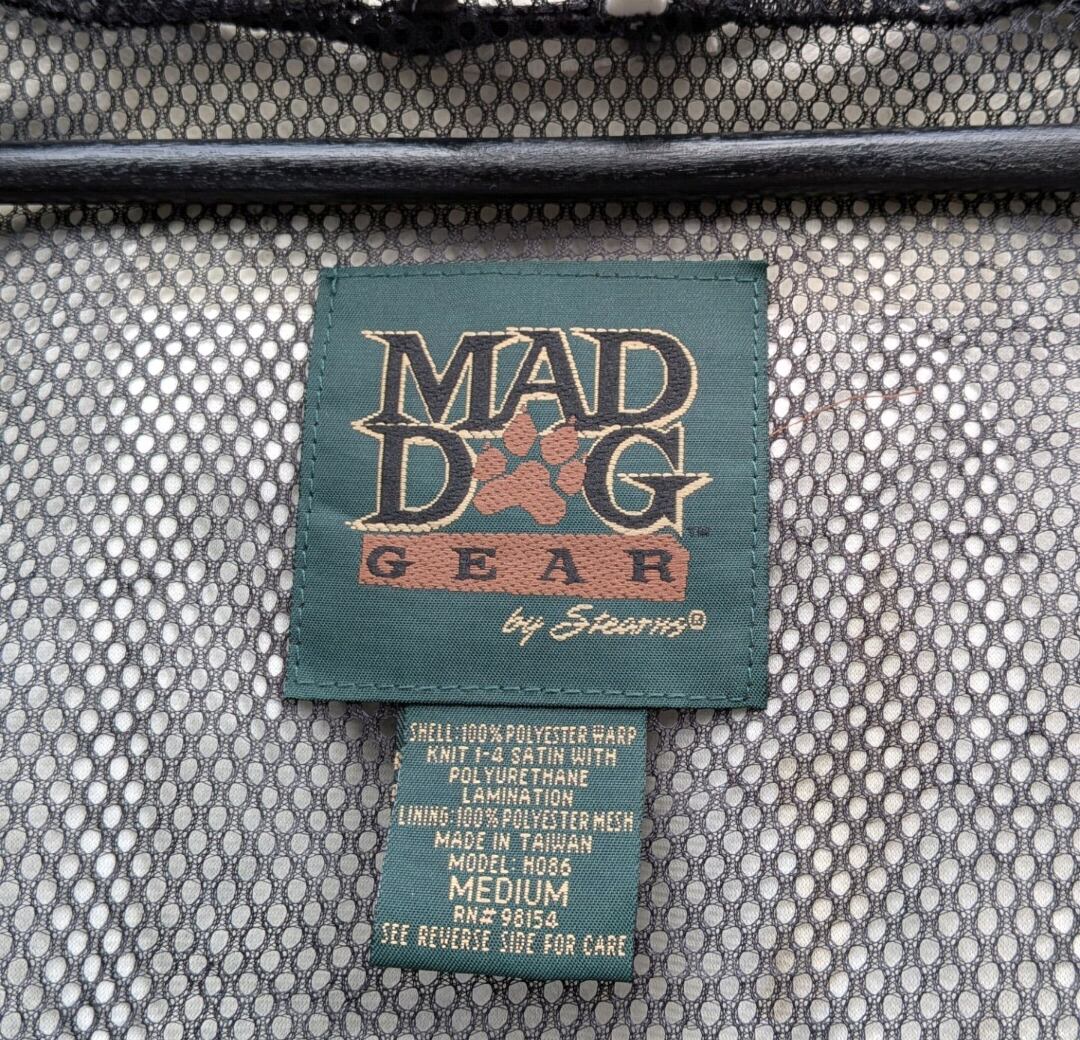 MAD
DOG
GEAR
™
by Stearns®
SHELL: 100% POLYESTER WARP
KNIT 1-4 SATIN WITH
POLYURETHANE
LAMINATION
LINING: 100% POLYESTER MESH
MADE IN TAIWAN
MODEL: H086
MEDIUM
RN# 98154
SEE REVERSE SIDE FOR CARE